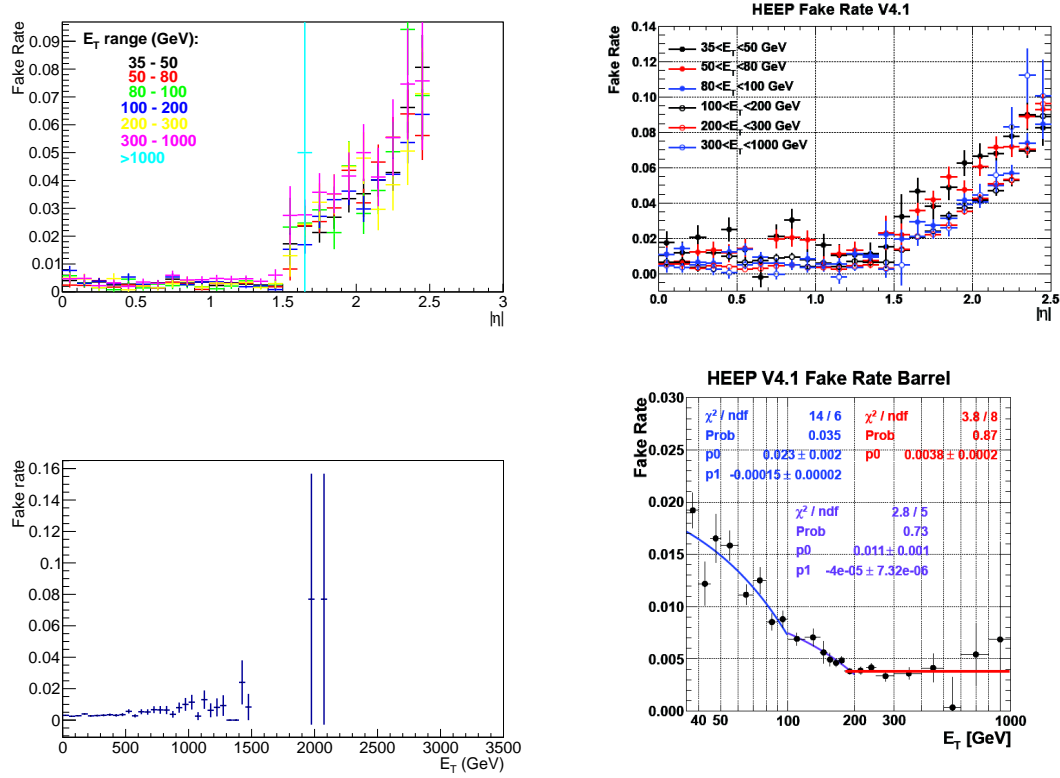 HEEP Fake Rate V4.1
Fake Rate
E_T range (GeV):
35 - 50
50 - 80
80 - 100
100 - 200
200 - 300
300 - 1000
>1000
0.09
0.08
0.07
0.06
0.05
0.04
0.03
0.02
0.01
0
0 0.5 1 1.5 2 2.5 3
|η|
Fake Rate
35<E_T<50 GeV
50<E_T<80 GeV
80<E_T<100 GeV
100<E_T<200 GeV
200<E_T<300 GeV
300<E_T<1000 GeV
0.14
0.12
0.10
0.08
0.06
0.04
0.02
0.00
0.0 0.5 1.0 1.5 2.0 2.5
|η|
Fake rate
0.16
0.14
0.12
0.1
0.08
0.06
0.04
0.02
0
0 500 1000 1500 2000 2500 3000 3500
E_T (GeV)
HEEP V4.1 Fake Rate Barrel
Fake Rate
0.030
0.025
0.020
0.015
0.010
0.005
0.000
χ² / ndf 14 / 6
Prob 0.035
p0 0.023 ± 0.002
p1 -0.00015 ± 0.00002
χ² / ndf 3.8 / 8
Prob 0.87
p0 0.0038 ± 0.0002
χ² / ndf 2.8 / 5
Prob 0.73
p0 0.011 ± 0.001
p1 -4e-05 ± 7.32e-06
40 50 100 200 300 1000
E_T [GeV]